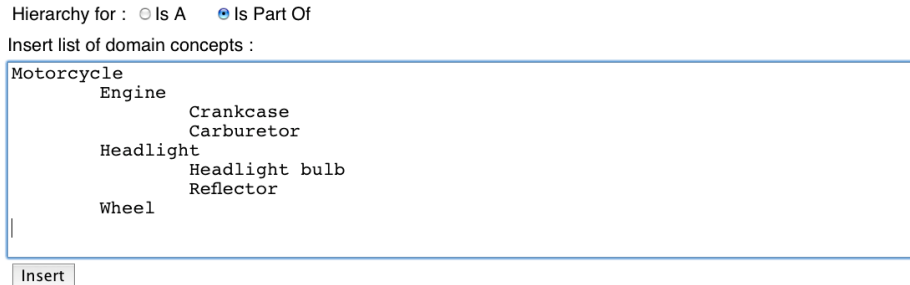 Hierarchy for : Is A Is Part Of
Insert list of domain concepts :
Motorcycle
Engine
Crankcase
Carburetor
Headlight
Headlight bulb
Reflector
Wheel
Insert